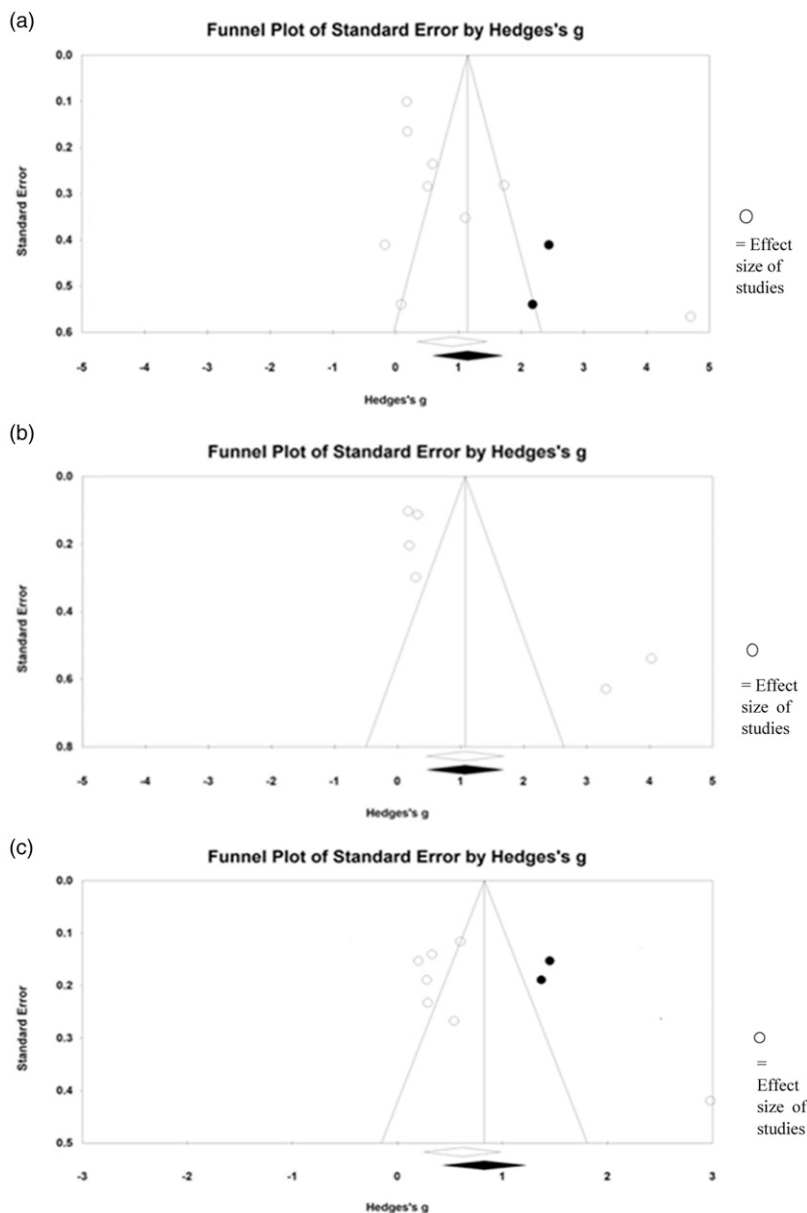 (a)
Funnel Plot of Standard Error by Hedges's g
0.0
0.1
0.2
0.3
0.4
0.5
0.6
Standard Error
-5 -4 -3 -2 -1 0 1 2 3 4 5
Hedges's g
= Effect
size of
studies
(b)
Funnel Plot of Standard Error by Hedges's g
0.0
0.2
0.4
0.6
0.8
Standard Error
-5 -4 -3 -2 -1 0 1 2 3 4 5
Hedges's g
= Effect
size of
studies
(c)
Funnel Plot of Standard Error by Hedges's g
0.0
0.1
0.2
0.3
0.4
0.5
Standard Error
-3 -2 -1 0 1 2 3
Hedges's g
=
Effect
size of
studies